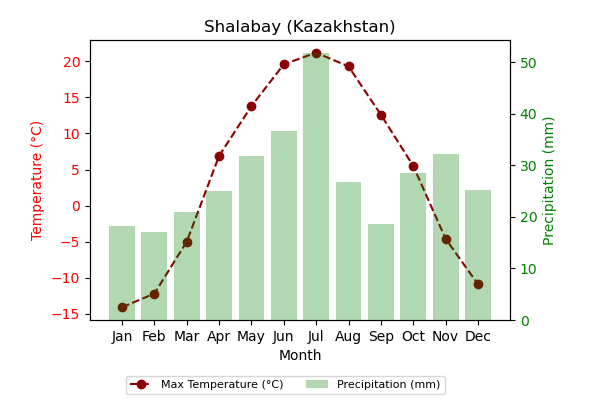 Shalabay (Kazakhstan)
Temperature (°C)
20
15
10
5
0
−5
−10
−15
50
40
30
20
10
0
Precipitation (mm)
Jan Feb Mar Apr May Jun Jul Aug Sep Oct Nov Dec
Month
Max Temperature (°C) Precipitation (mm)